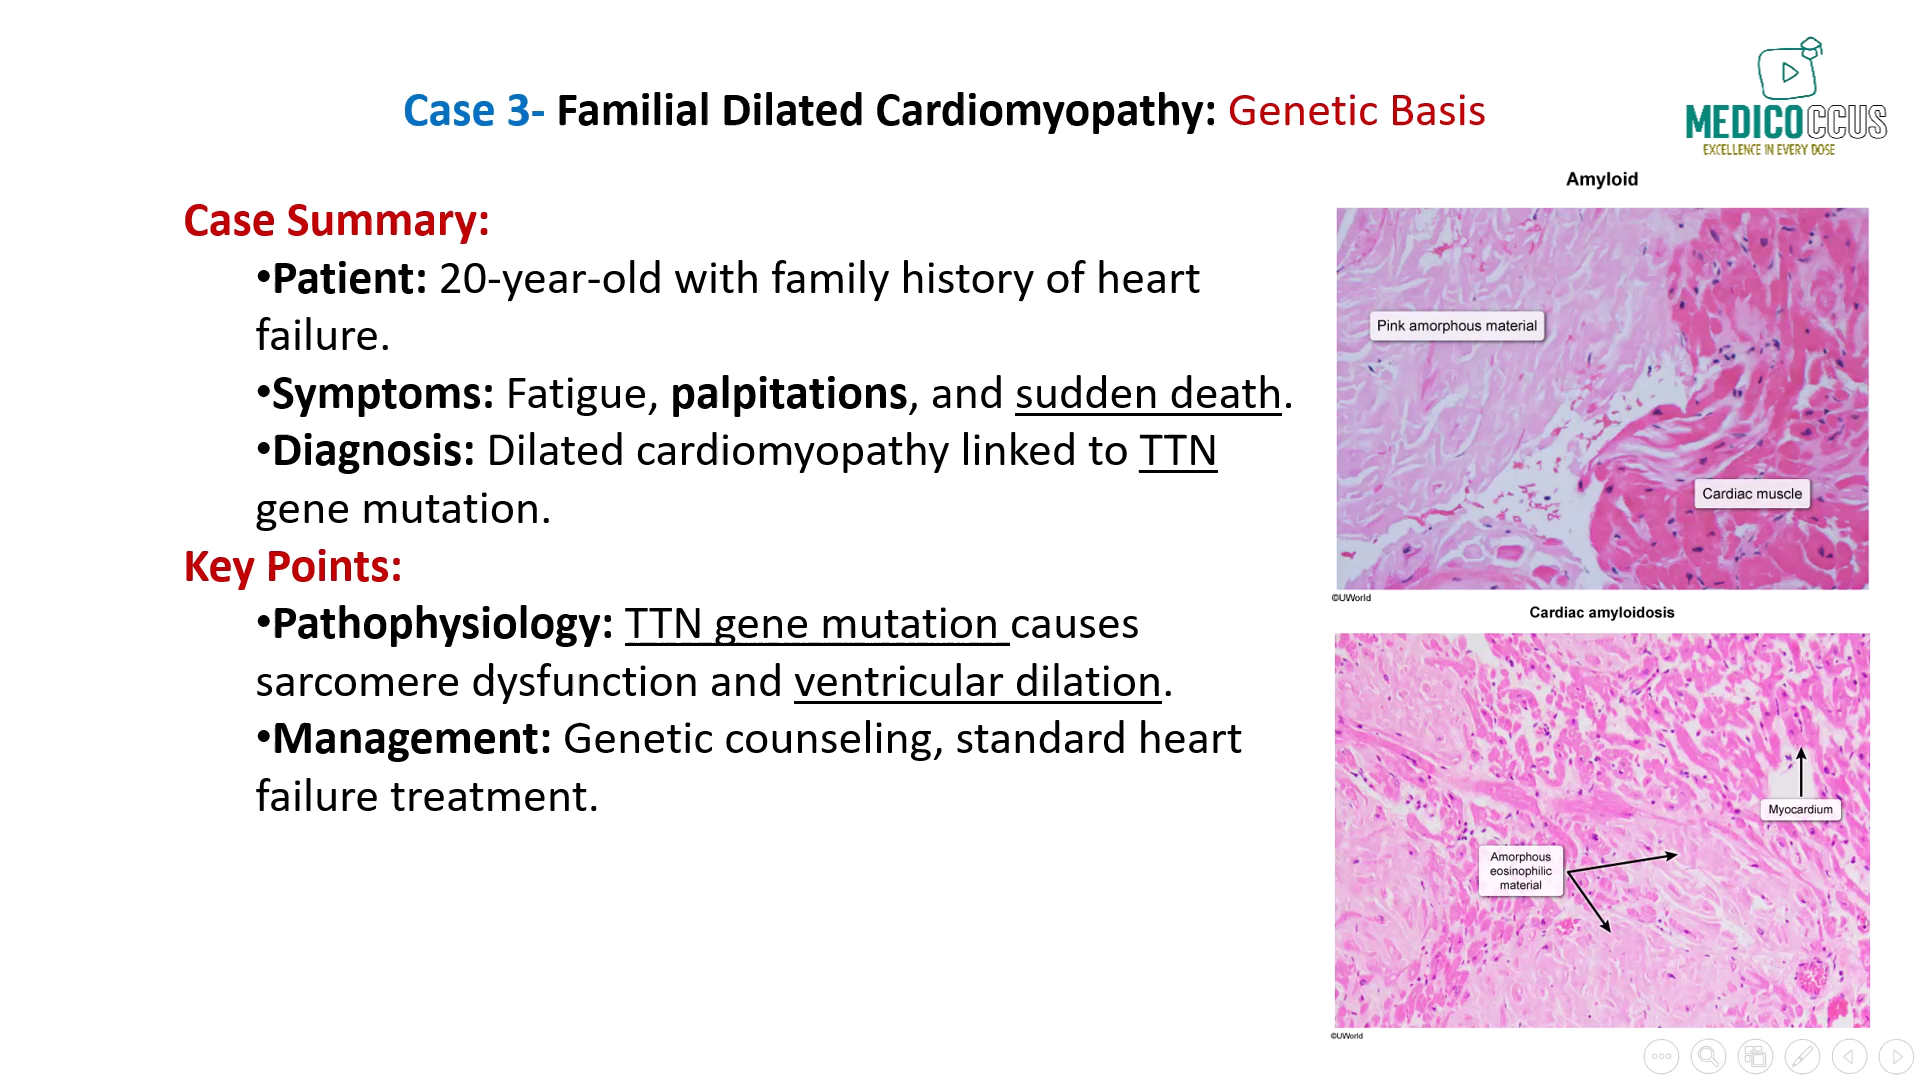 Case 3- Familial Dilated Cardiomyopathy: Genetic Basis
MEDICOCCUS
EXCELLENCE IN EVERY DOSE
Case Summary:
•Patient: 20-year-old with family history of heart
failure.
•Symptoms: Fatigue, palpitations, and sudden death.
•Diagnosis: Dilated cardiomyopathy linked to TTN
gene mutation.
Key Points:
•Pathophysiology: TTN gene mutation causes
sarcomere dysfunction and ventricular dilation.
•Management: Genetic counseling, standard heart
failure treatment.
Amyloid
Pink amorphous material
Cardiac muscle
©UWorld
Cardiac amyloidosis
Myocardium
Amorphous
eosinophilic
material
©UWorld